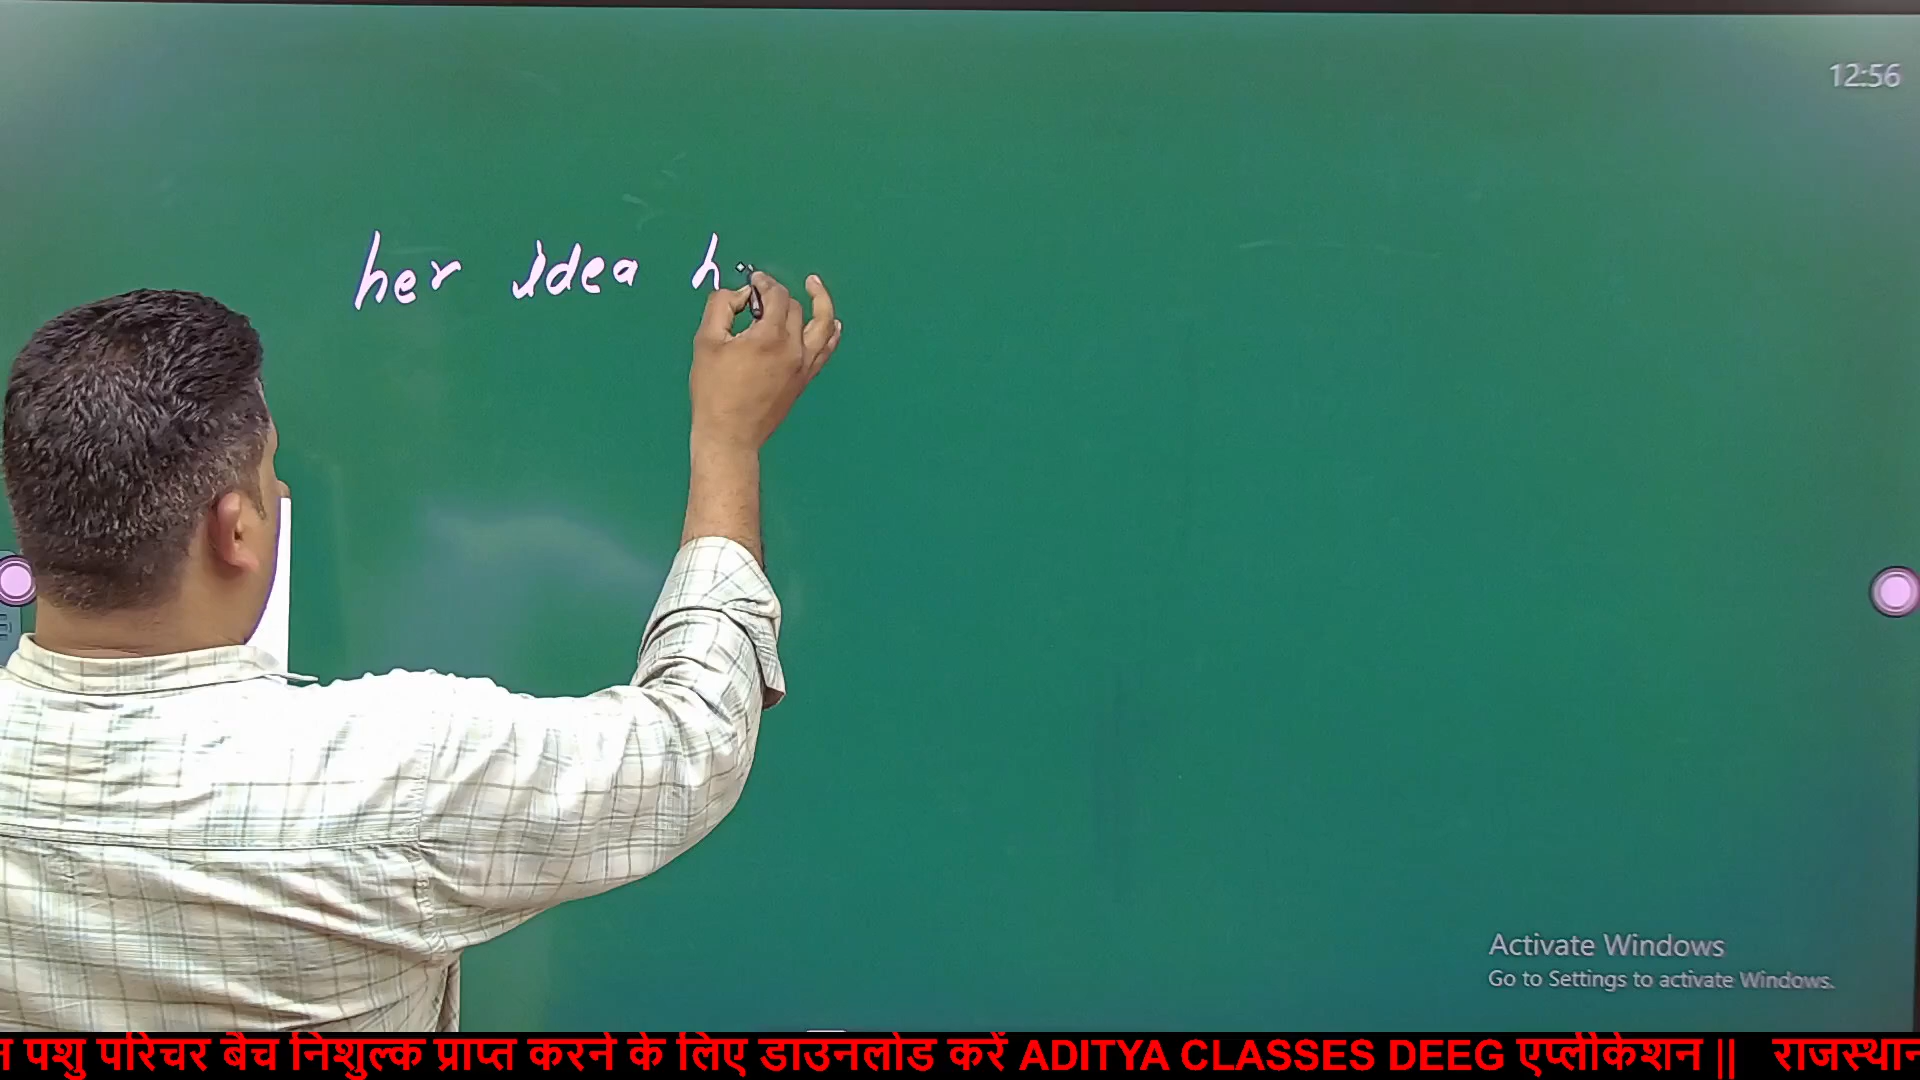 12:56
her idea h
Activate Windows
Go to Settings to activate Windows.
पशु परिचर बैच निशुल्क प्राप्त करने के लिए डाउनलोड करें ADITYA CLASSES DEEG एप्लीकेशन || राजस्थान